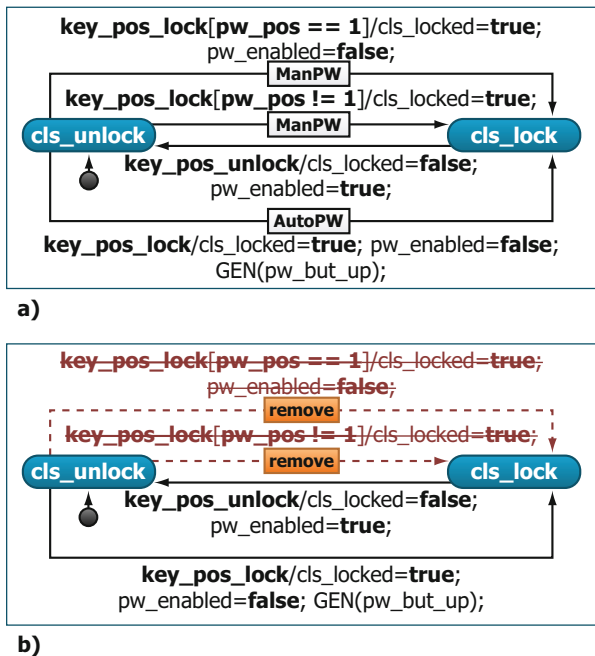 key_pos_lock[pw_pos == 1]/cls_locked=true;
pw_enabled=false;
ManPW
key_pos_lock[pw_pos != 1]/cls_locked=true;
cls_unlock
ManPW
cls_lock
key_pos_unlock/cls_locked=false;
pw_enabled=true;
AutoPW
key_pos_lock/cls_locked=true; pw_enabled=false;
GEN(pw_but_up);
a)
key_pos_lock[pw_pos == 1]/cls_locked=true;
pw_enabled=false;
remove
key_pos_lock[pw_pos != 1]/cls_locked=true;
cls_unlock
remove
cls_lock
key_pos_unlock/cls_locked=false;
pw_enabled=true;
key_pos_lock/cls_locked=true;
pw_enabled=false; GEN(pw_but_up);
b)